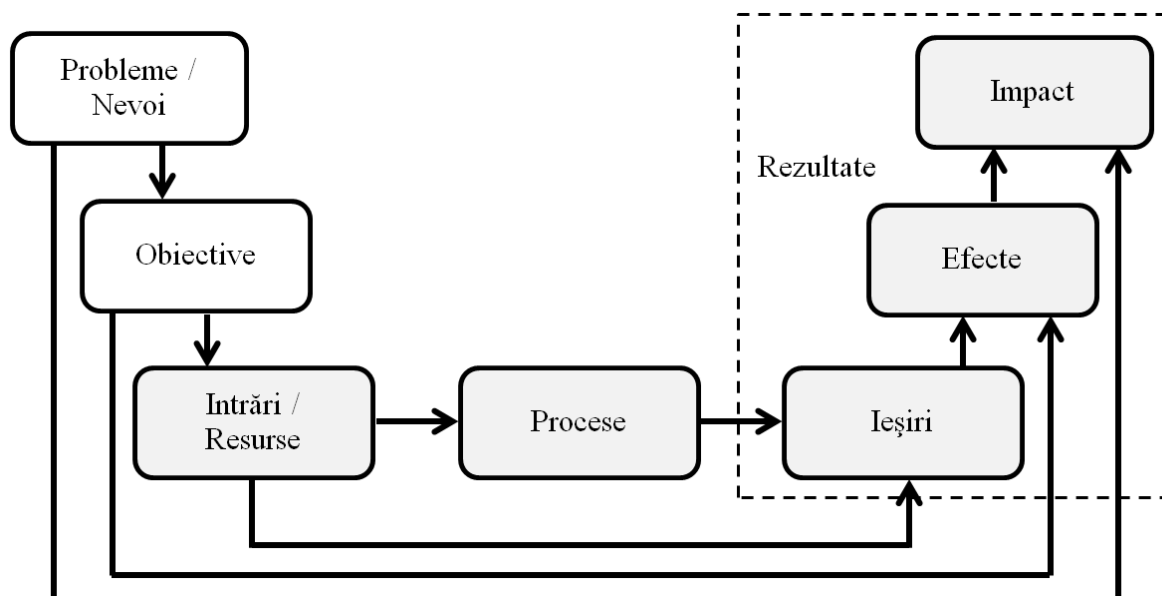 Probleme /
Nevoi
Impact
Rezultate
Obiective
Efecte
Intrări /
Resurse
Procese
Ieşiri